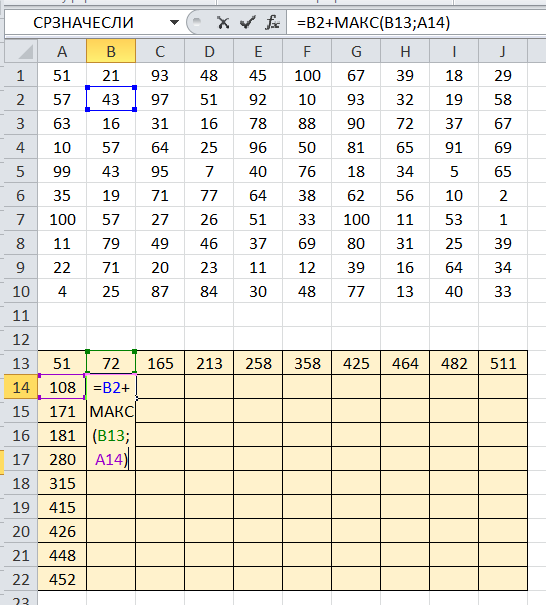 СРЗНАЧЕСЛИ =B2+МАКС(B13;A14)
A B C D E F G H I J
1 51 21 93 48 45 100 67 39 18 29
2 57 43 97 51 92 10 93 32 19 58
3 63 16 31 16 78 88 90 72 37 67
4 10 57 64 25 96 50 81 65 91 69
5 99 43 95 7 40 76 18 34 5 65
6 35 19 71 77 64 38 62 56 10 2
7 100 57 27 26 51 33 100 11 53 1
8 11 79 49 46 37 69 80 31 25 39
9 22 71 20 23 11 12 39 16 64 34
10 4 25 87 84 30 48 77 13 40 33
11
12
13 51 72 165 213 258 358 425 464 482 511
14 108 =B2+
15 171 МАКС
16 181 (B13;
17 280 A14)
18 315
19 415
20 426
21 448
22 452
23